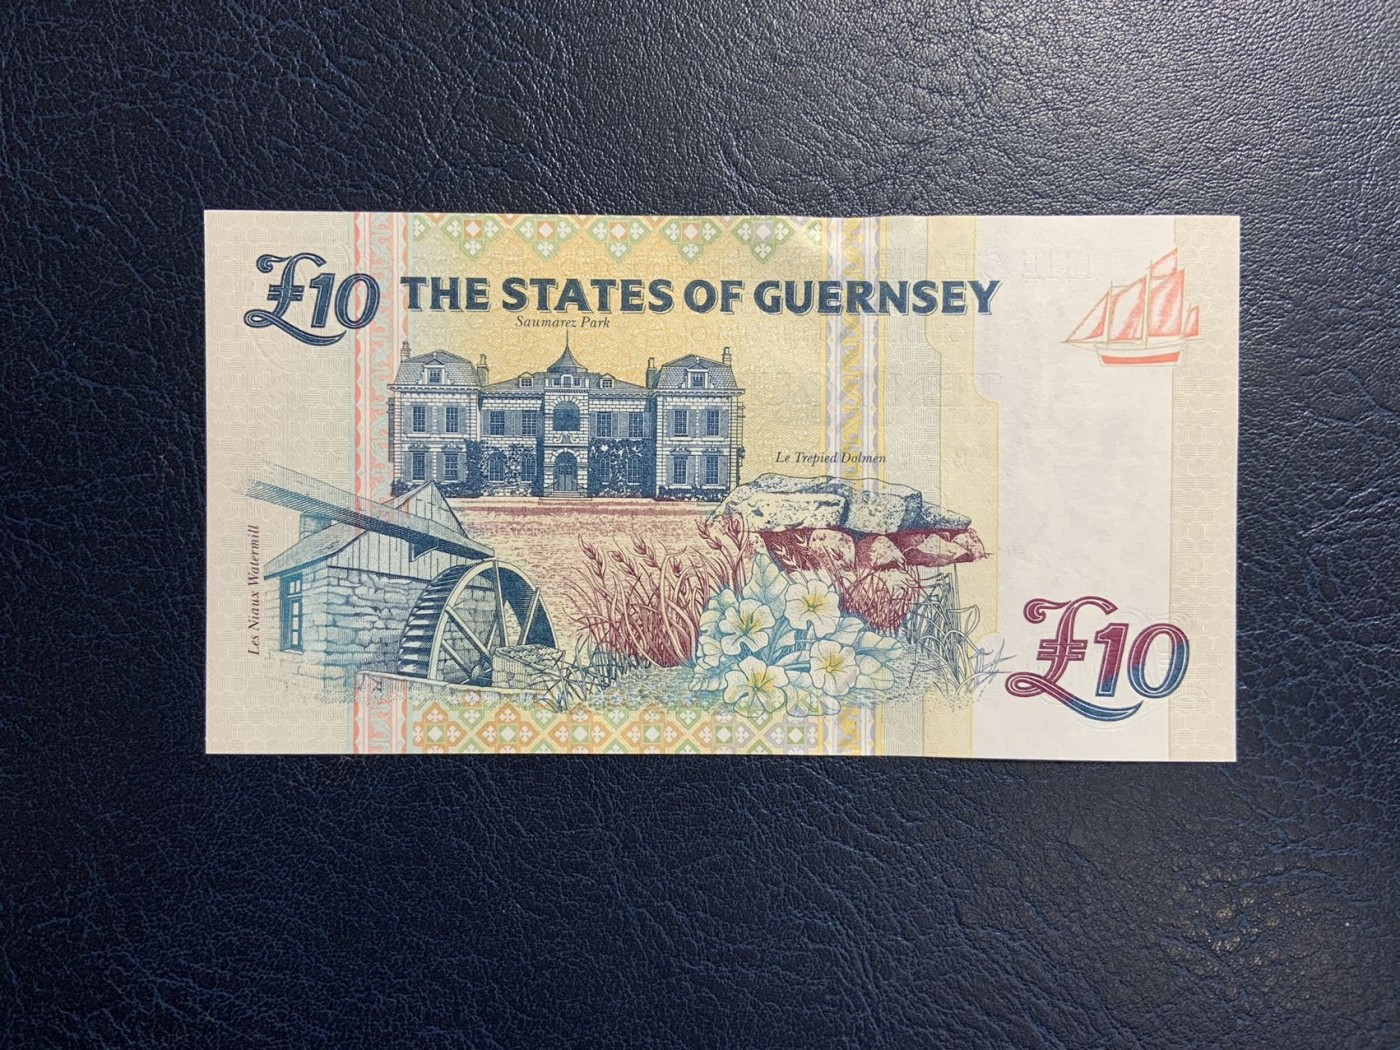 £10 THE STATES OF GUERNSEY
Saumarez Park
Le Trepied Dolmen
Les Niaux Watermill
£10